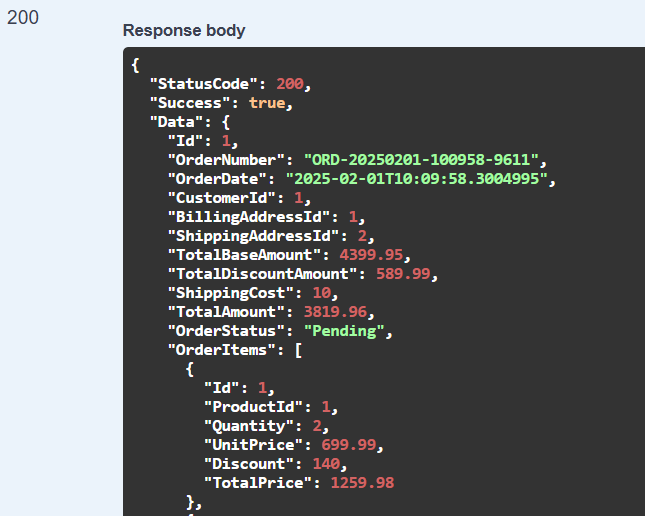 200
Response body
{
"StatusCode": 200,
"Success": true,
"Data": {
"Id": 1,
"OrderNumber": "ORD-20250201-100958-9611",
"OrderDate": "2025-02-01T10:09:58.3004995",
"CustomerId": 1,
"BillingAddressId": 1,
"ShippingAddressId": 2,
"TotalBaseAmount": 4399.95,
"TotalDiscountAmount": 589.99,
"ShippingCost": 10,
"TotalAmount": 3819.96,
"OrderStatus": "Pending",
"OrderItems": [
{
"Id": 1,
"ProductId": 1,
"Quantity": 2,
"UnitPrice": 699.99,
"Discount": 140,
"TotalPrice": 1259.98
},